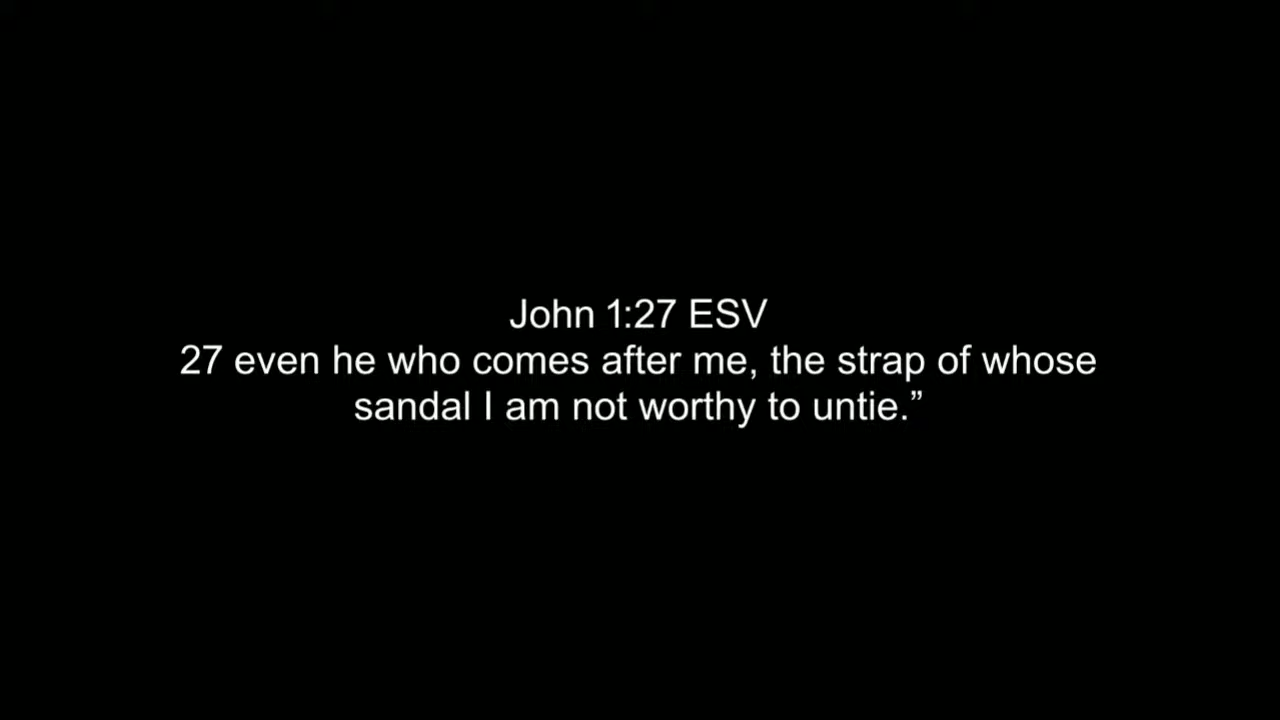 John 1:27 ESV
27 even he who comes after me, the strap of whose
sandal I am not worthy to untie.”